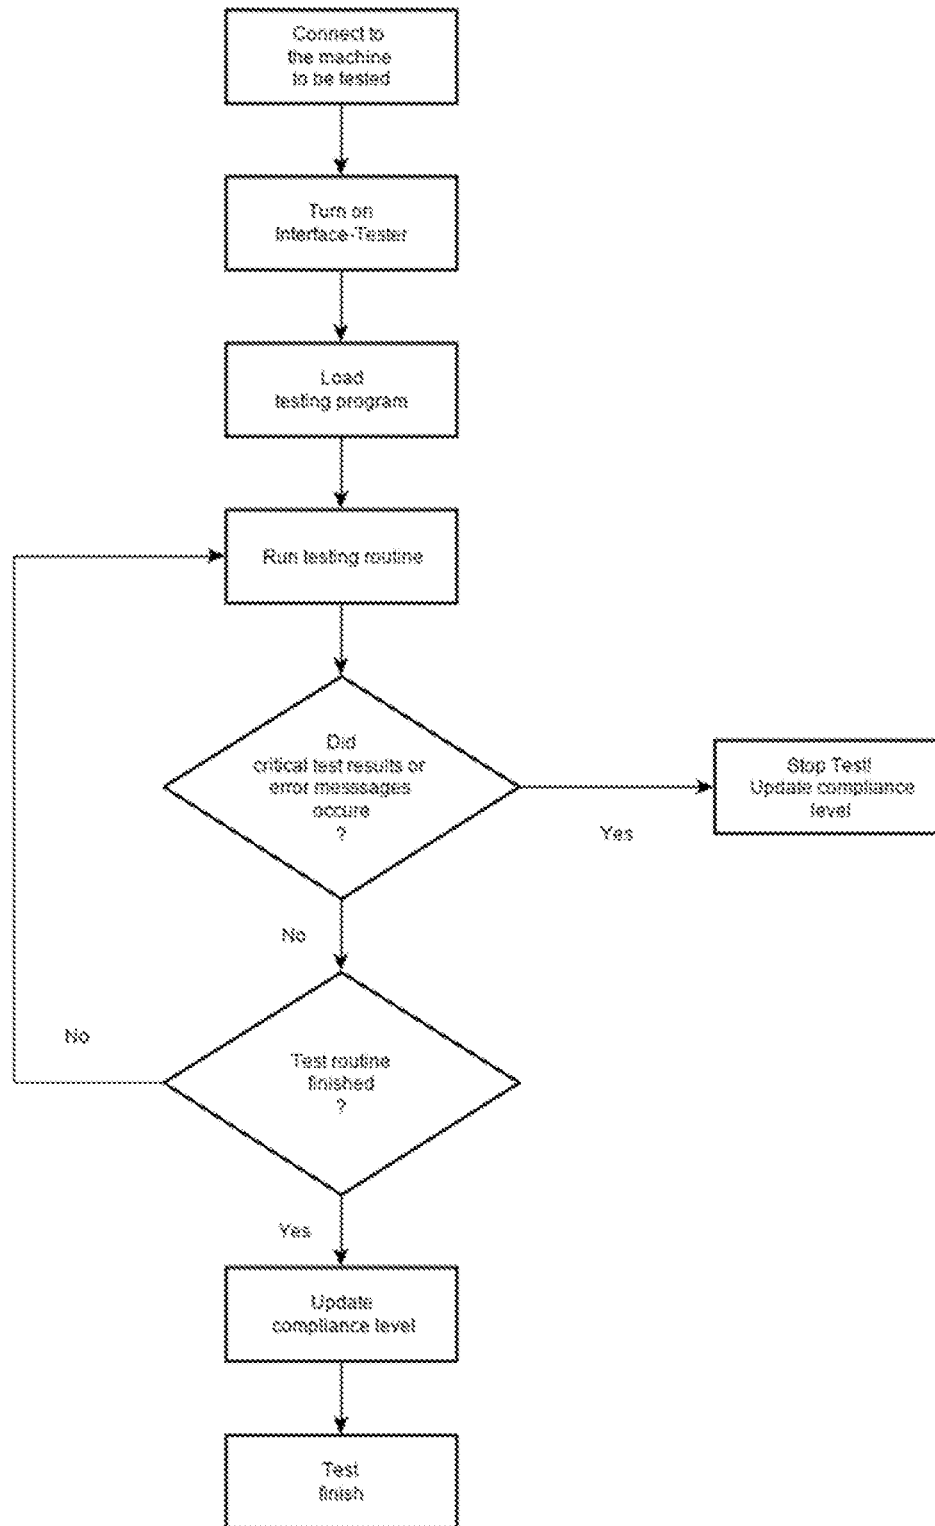 Connect to
the machine
to be tested
Turn on
Interface-Tester
Load
testing program
Run testing routine
Did
critical test results or
error messsages
occure
?
Stop Test!
Update compliance
level
Yes
No
No
Test routine
finished
?
Yes
Update
compliance level
Test
finish